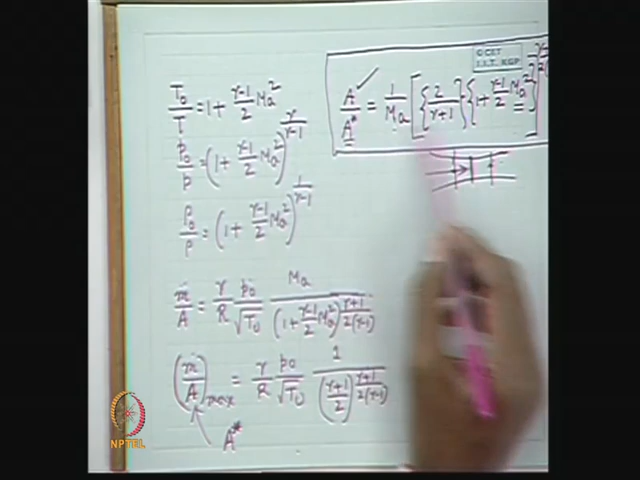 © CET
I.I.T. KGP
A/A* = 1/Ma [{2/(γ+1)}{1+(γ-1)/2 Ma²}]
T₀/T = 1+(γ-1)/2 Ma²
p₀/p = (1+(γ-1)/2 Ma²)^(γ/(γ-1))
ρ₀/ρ = (1+(γ-1)/2 Ma²)^(1/(γ-1))
ṁ/A = γ/R p₀/√T₀ Ma/(1+(γ-1)/2 Ma²)^((γ+1)/2(γ-1))
(ṁ/A)max = γ/R p₀/√T₀ 1/((γ+1)/2)^((γ+1)/2(γ-1))
A*
NPTEL